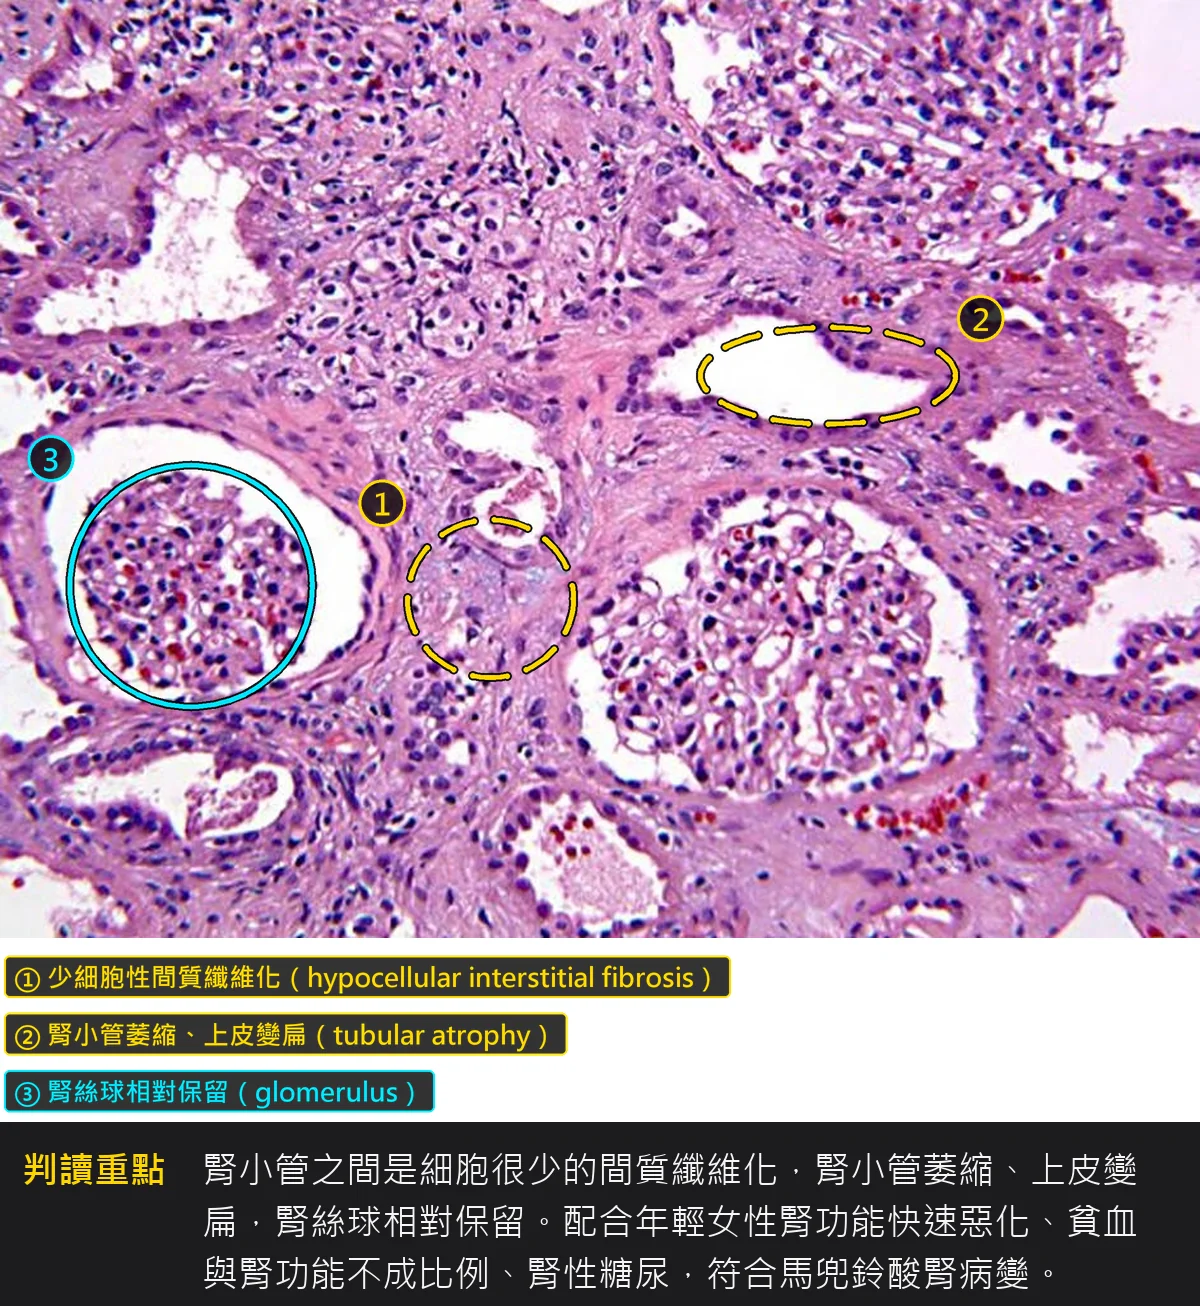 ②
③
①
① 少細胞性間質纖維化（hypocellular interstitial fibrosis）
② 腎小管萎縮、上皮變扁（tubular atrophy）
③ 腎絲球相對保留（glomerulus）
判讀重點 腎小管之間是細胞很少的間質纖維化，腎小管萎縮、上皮變
扁，腎絲球相對保留。配合年輕女性腎功能快速惡化、貧血
與腎功能不成比例、腎性糖尿，符合馬兜鈴酸腎病變。